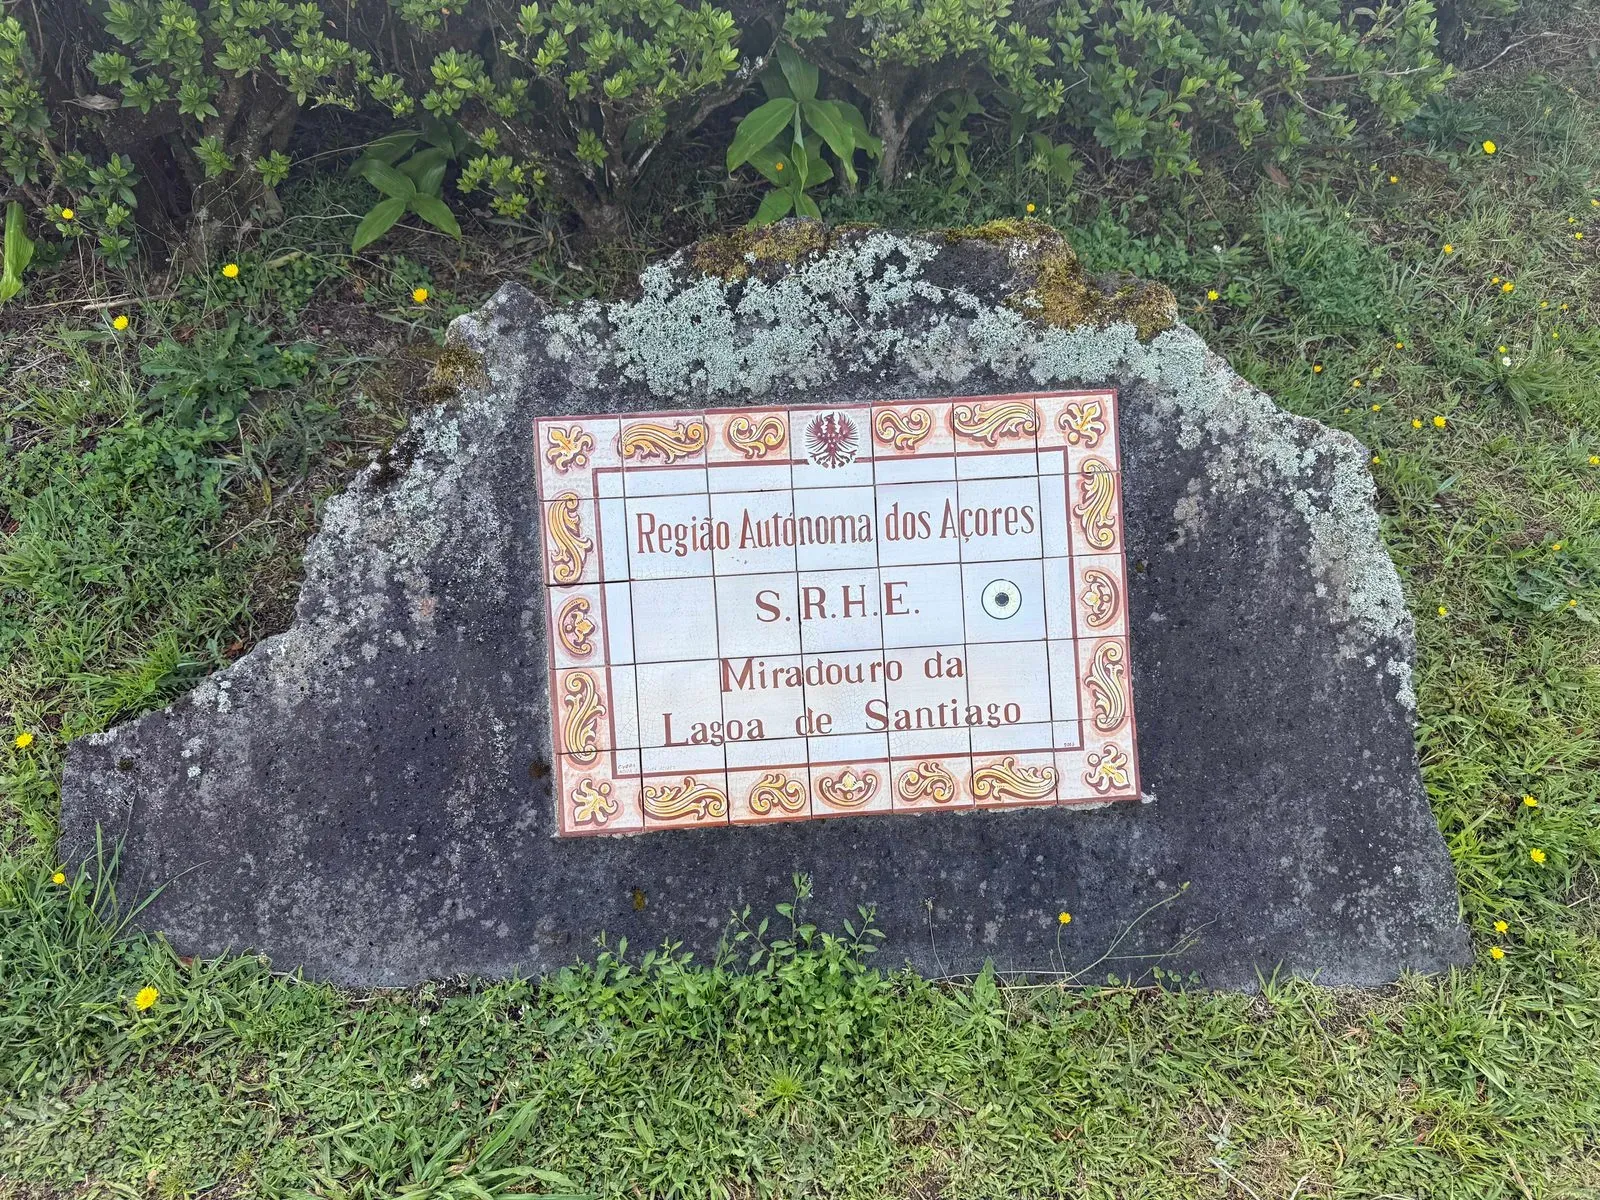 Região Autónoma dos Açores
S.R.H.E.
Miradouro da
Lagoa de Santiago